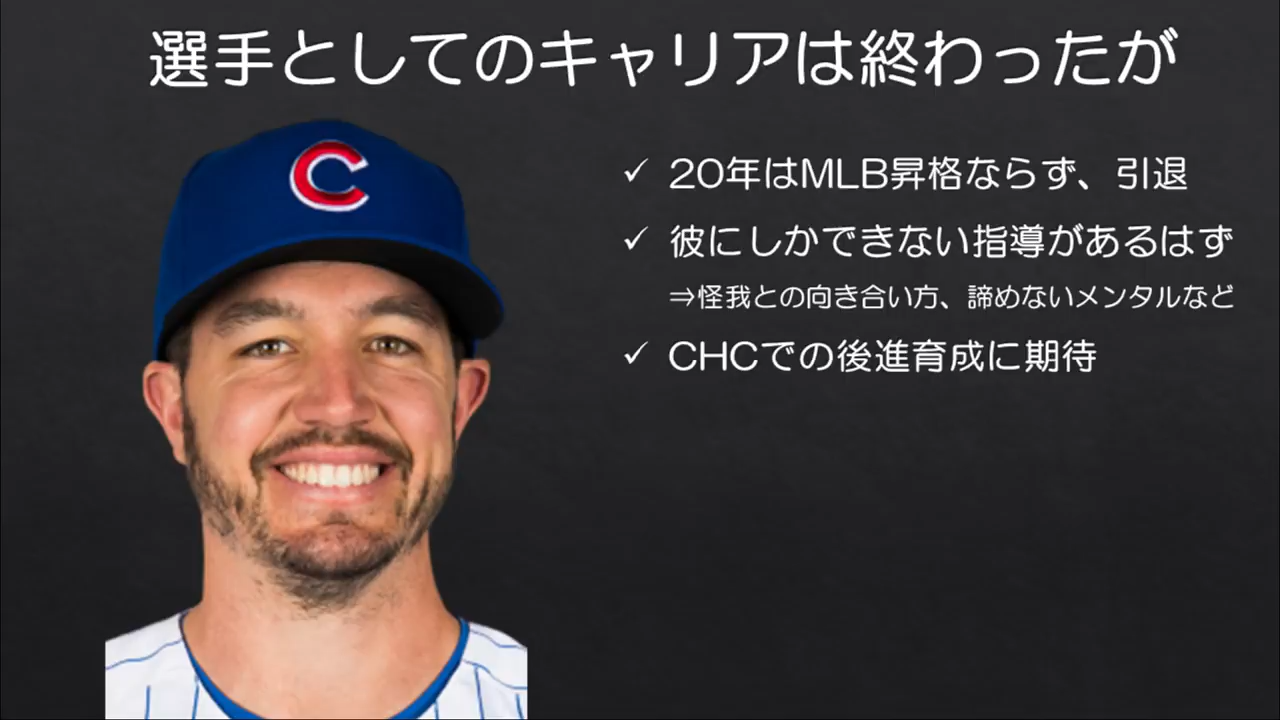 選手としてのキャリアは終わったが
C
✓ 20年はMLB昇格ならず、引退
✓ 彼にしかできない指導があるはず
⇒怪我との向き合い方、諦めないメンタルなど
✓ CHCでの後進育成に期待